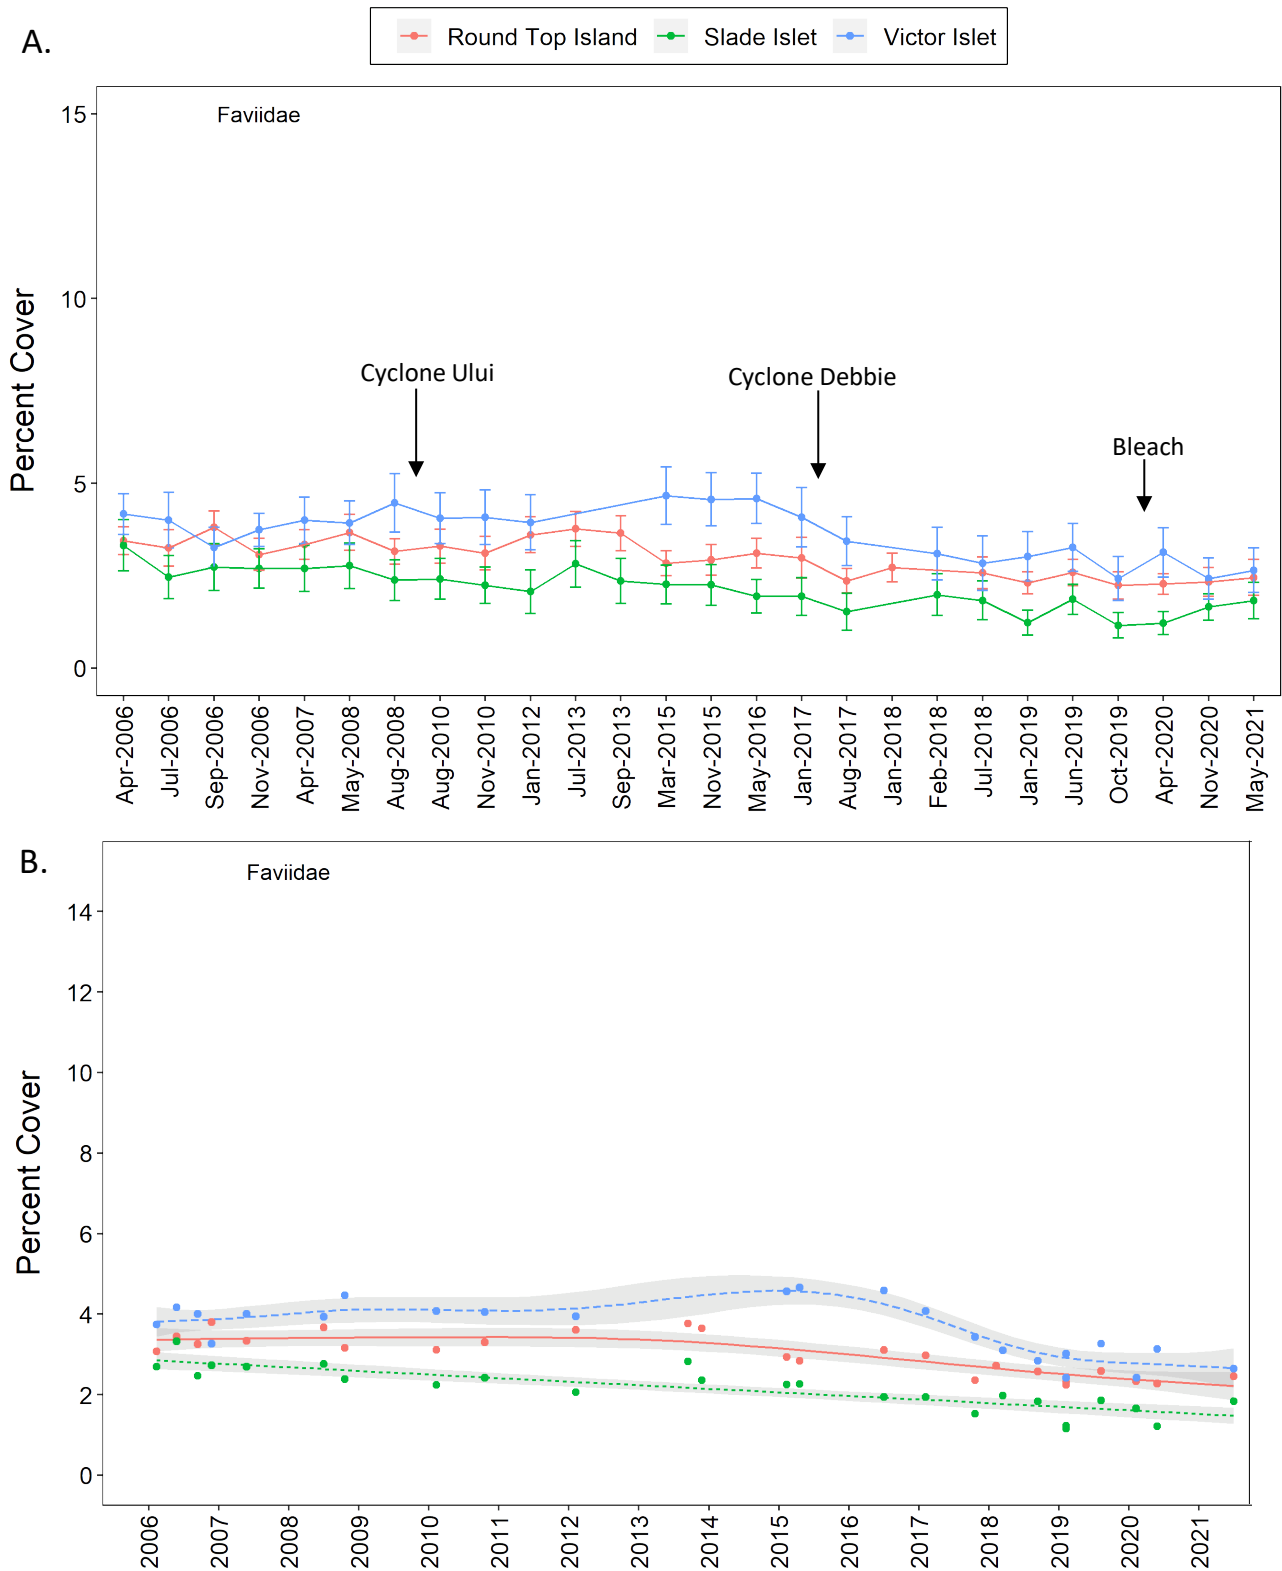 A.
Round Top Island Slade Islet Victor Islet
Faviidae
15
10
5
0
Percent Cover
Cyclone Ului
Cyclone Debbie
Bleach
Apr-2006
Jul-2006
Sep-2006
Nov-2006
Apr-2007
May-2008
Aug-2008
Aug-2010
Nov-2010
Jan-2012
Jul-2013
Sep-2013
Mar-2015
Nov-2015
May-2016
Jan-2017
Aug-2017
Jan-2018
Feb-2018
Jul-2018
Jan-2019
Jun-2019
Oct-2019
Apr-2020
Nov-2020
May-2021
B.
Faviidae
14
12
10
8
6
4
2
0
Percent Cover
2006
2007
2008
2009
2010
2011
2012
2013
2014
2015
2016
2017
2018
2019
2020
2021